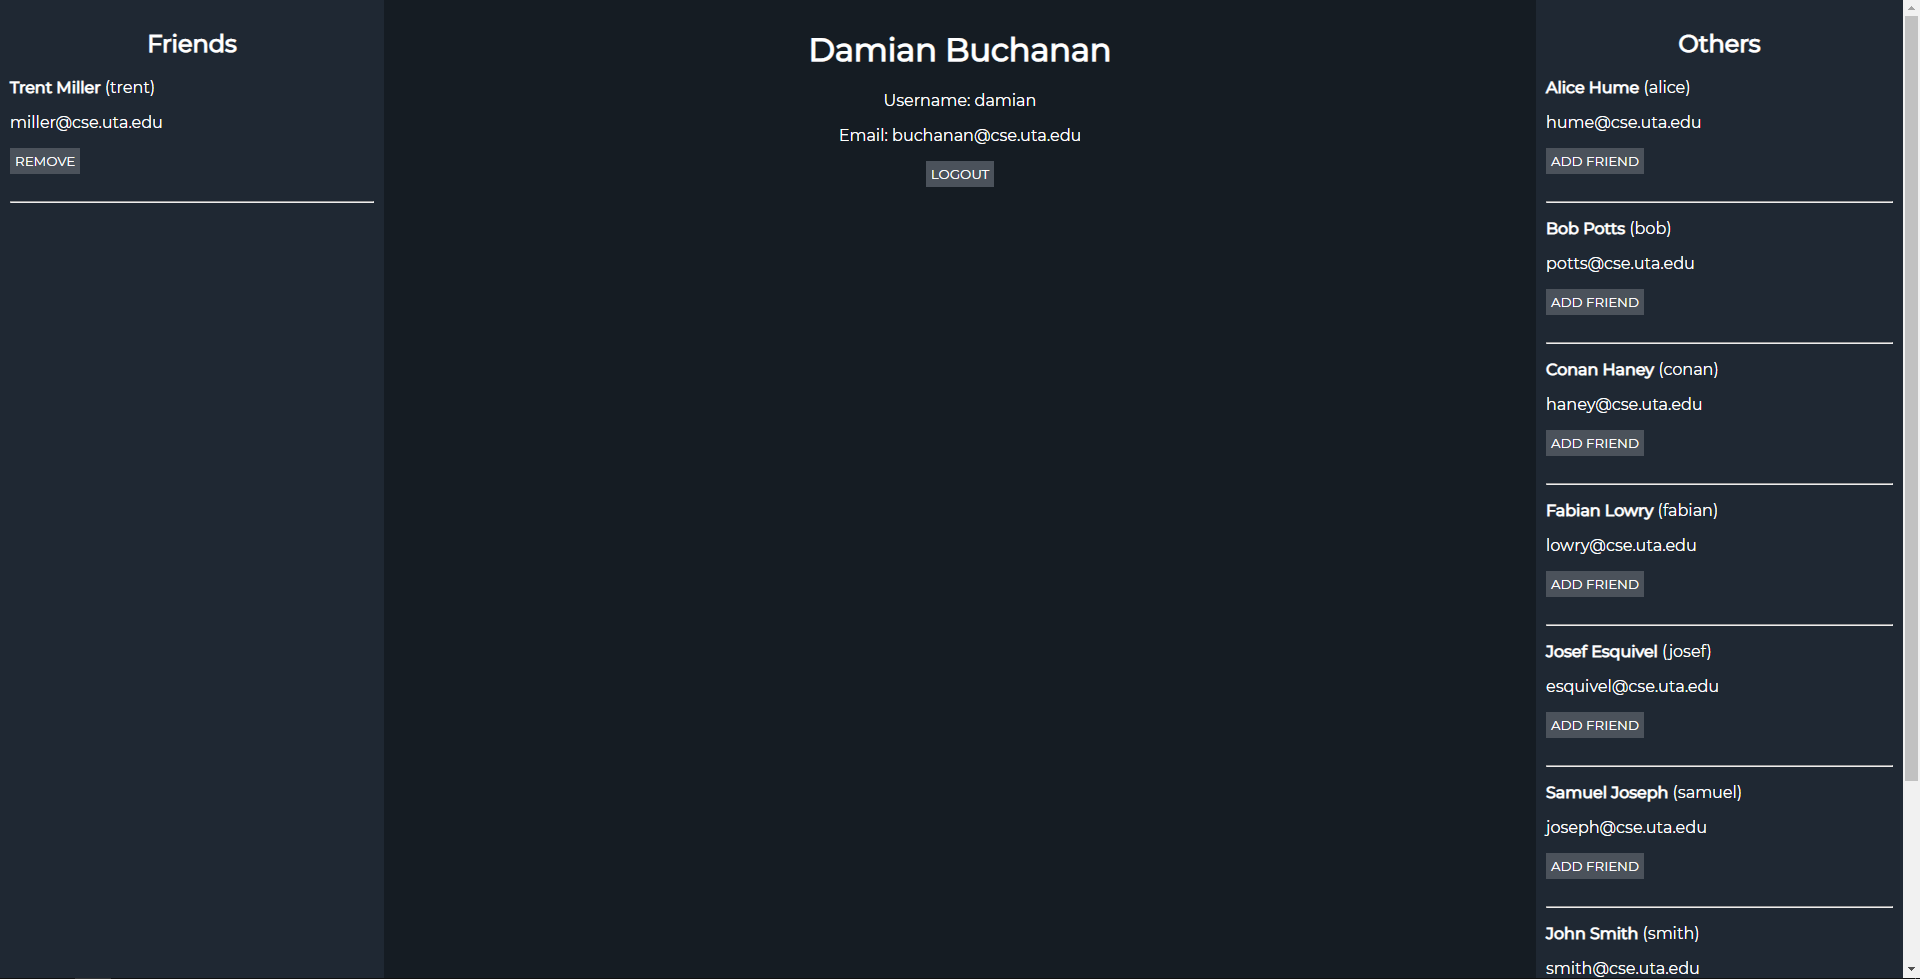 Friends
Trent Miller (trent)
miller@cse.uta.edu
REMOVE
Damian Buchanan
Username: damian
Email: buchanan@cse.uta.edu
LOGOUT
Others
Alice Hume (alice)
hume@cse.uta.edu
ADD FRIEND
Bob Potts (bob)
potts@cse.uta.edu
ADD FRIEND
Conan Haney (conan)
haney@cse.uta.edu
ADD FRIEND
Fabian Lowry (fabian)
lowry@cse.uta.edu
ADD FRIEND
Josef Esquivel (josef)
esquivel@cse.uta.edu
ADD FRIEND
Samuel Joseph (samuel)
joseph@cse.uta.edu
ADD FRIEND
John Smith (smith)
smith@cse.uta.edu